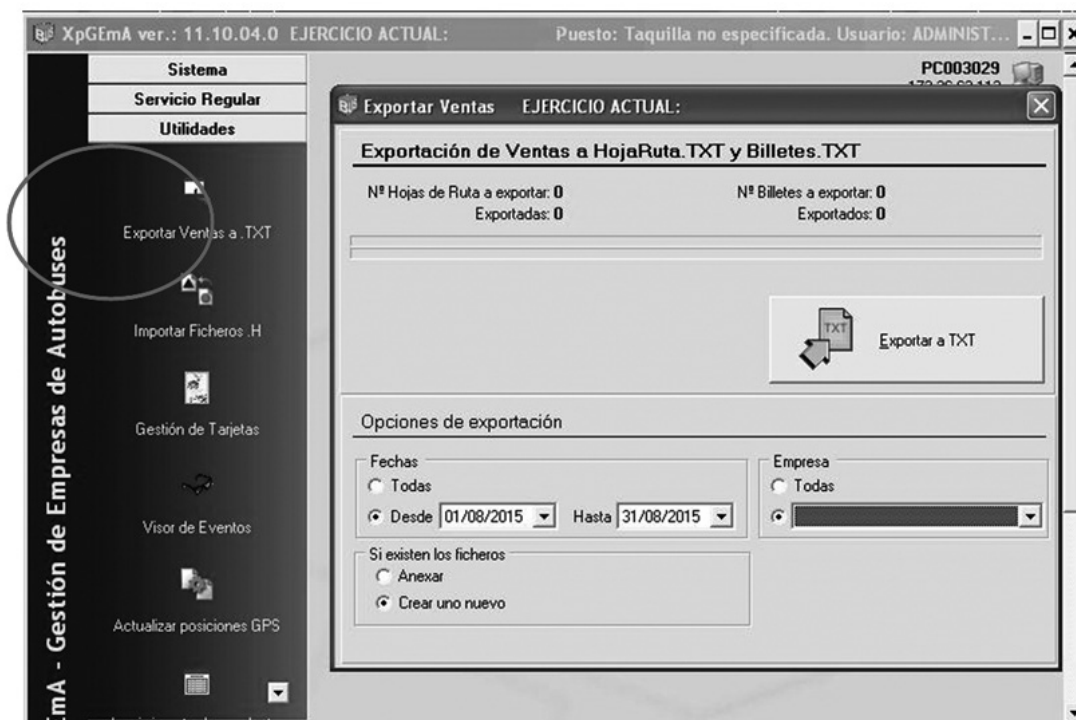 XpGEmA ver.: 11.10.04.0 EJERCICIO ACTUAL: Puesto: Taquilla no especificada. Usuario: ADMINIST...
Sistema
Servicio Regular
Utilidades
Exportar Ventas a .TXT
Importar Ficheros .H
Gestión de Tarjetas
Visor de Eventos
Actualizar posiciones GPS
EmA - Gestión de Empresas de Autobuses
PC003029
Exportar Ventas EJERCICIO ACTUAL:
Exportación de Ventas a HojaRuta.TXT y Billetes.TXT
Nº Hojas de Ruta a exportar: 0 Nº Billetes a exportar: 0
Exportadas: 0 Exportados: 0
TXT
Exportar a TXT
Opciones de exportación
Fechas
Todas
Desde 01/08/2015 Hasta 31/08/2015
Empresa
Todas
Si existen los ficheros
Anexar
Crear uno nuevo